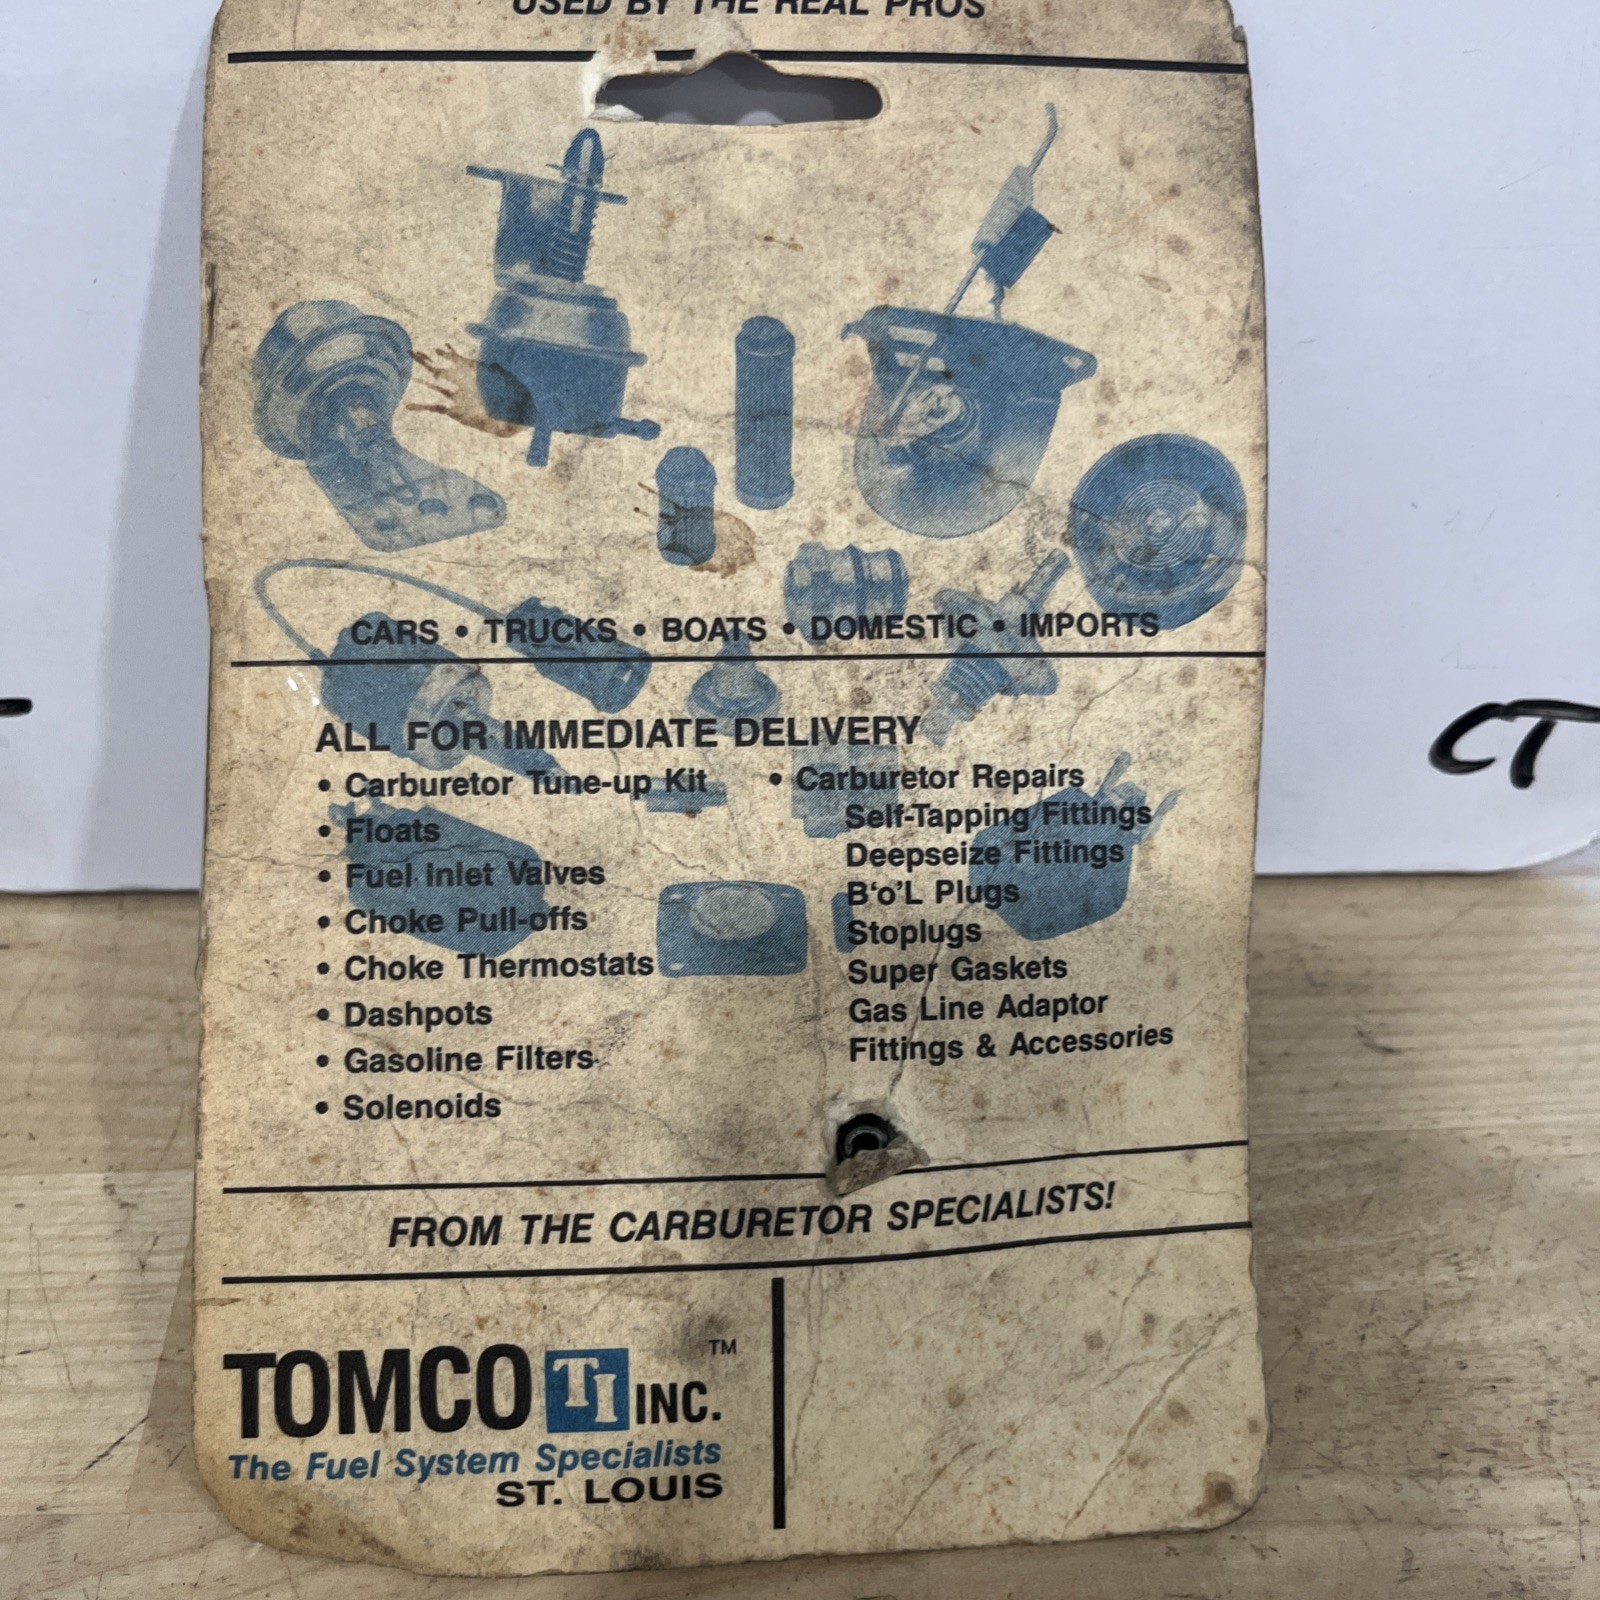 USED BY THE REAL PROS
CARS • TRUCKS • BOATS • DOMESTIC • IMPORTS
ALL FOR IMMEDIATE DELIVERY
• Carburetor Tune-up Kit
• Floats
• Fuel Inlet Valves
• Choke Pull-offs
• Choke Thermostats
• Dashpots
• Gasoline Filters
• Solenoids
• Carburetor Repairs
Self-Tapping Fittings
Deepseize Fittings
B‘o’L Plugs
Stoplugs
Super Gaskets
Gas Line Adaptor
Fittings & Accessories
FROM THE CARBURETOR SPECIALISTS!
TOMCO TI INC.™
The Fuel System Specialists
ST. LOUIS
CT